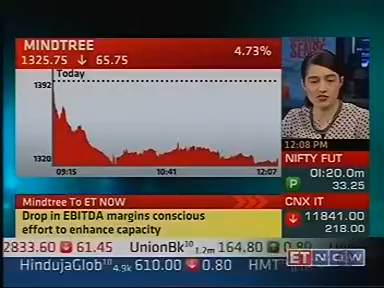 MINDTREE
1325.75 ↓ 65.75 4.73%
Today
1392
1320
09:15 10:41 12:07
12:08 PM
NIFTY FUT
01:20.0m
P 33.25
CNX IT
11841.00
↓ 218.00
Mindtree To ET NOW
Drop in EBITDA margins conscious
effort to enhance capacity
2833.60 ↓ 61.45 UnionBk 10 1.2m 164.80
HindujaGlob 10 4.9k 610.00 ↓ 0.80 HMT
ET NOW